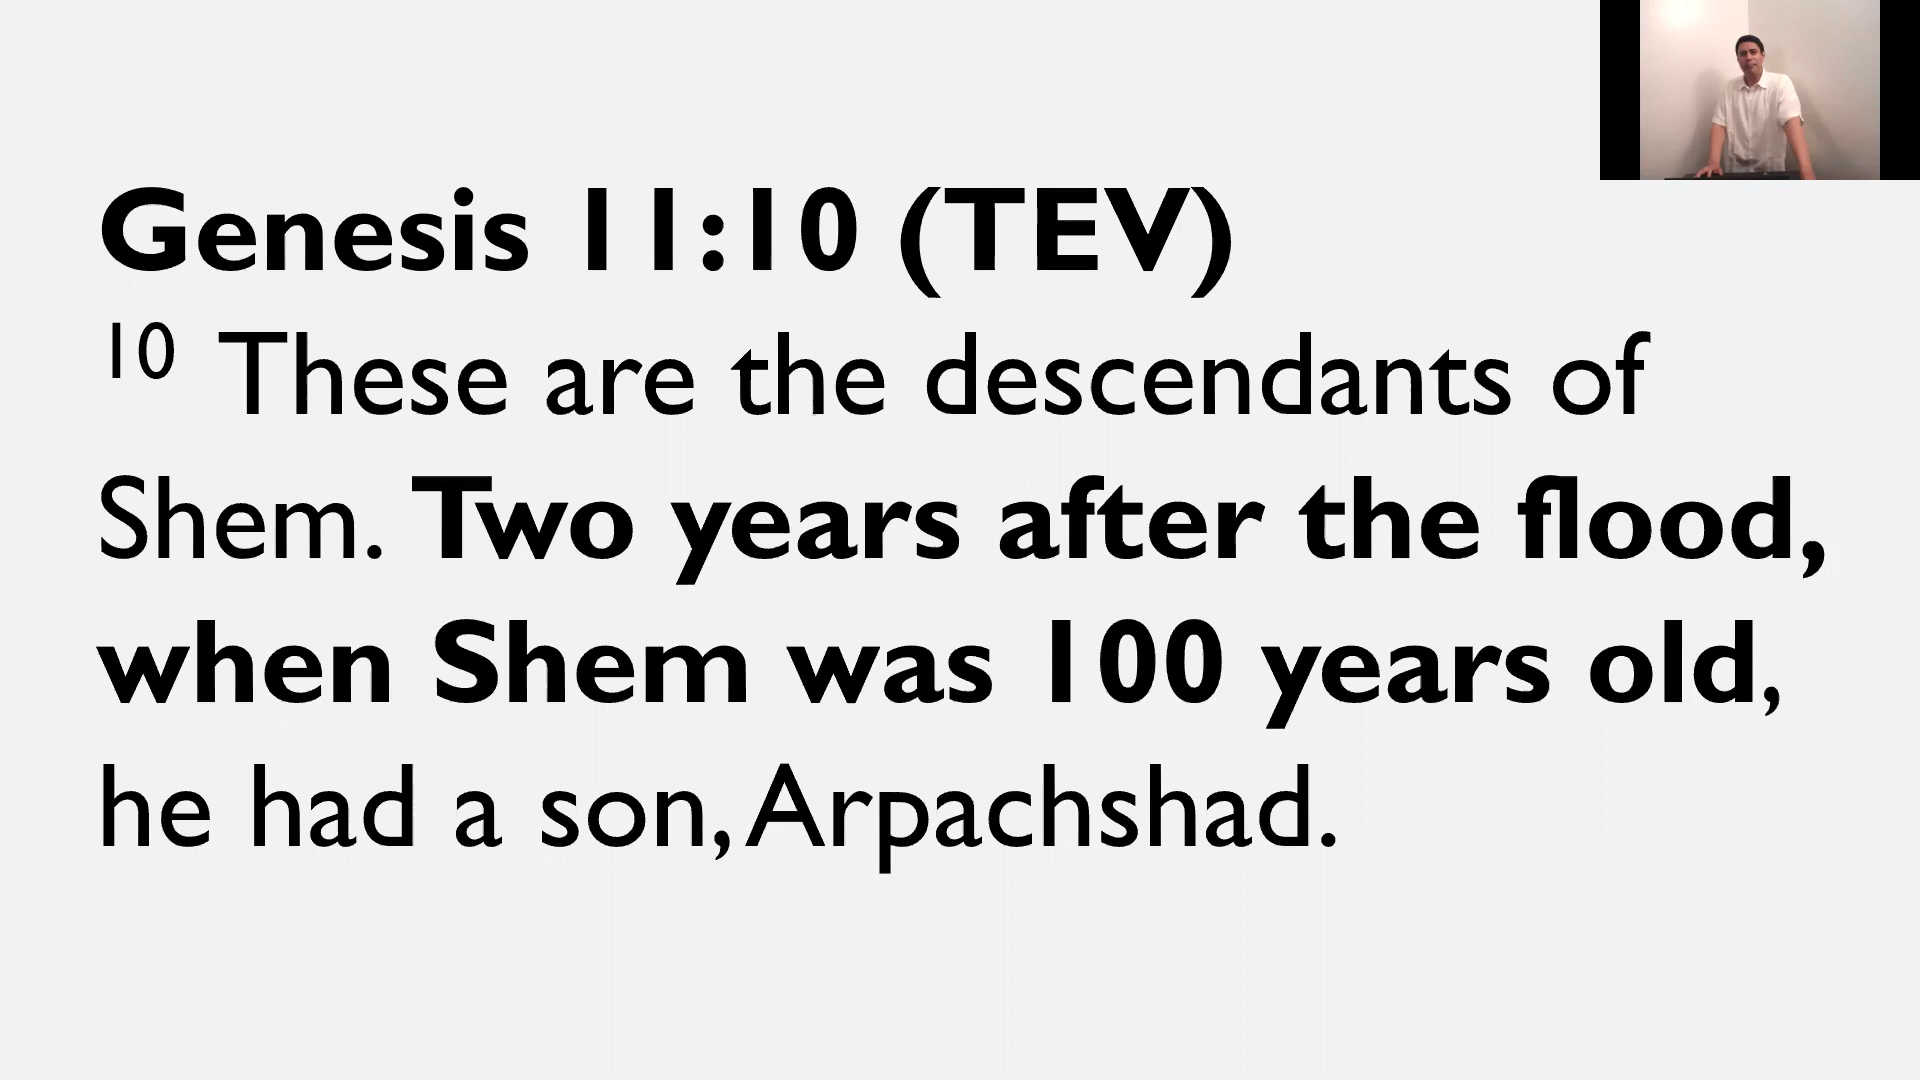 Genesis 11:10 (TEV)
10 These are the descendants of
Shem. Two years after the flood,
when Shem was 100 years old,
he had a son, Arpachshad.